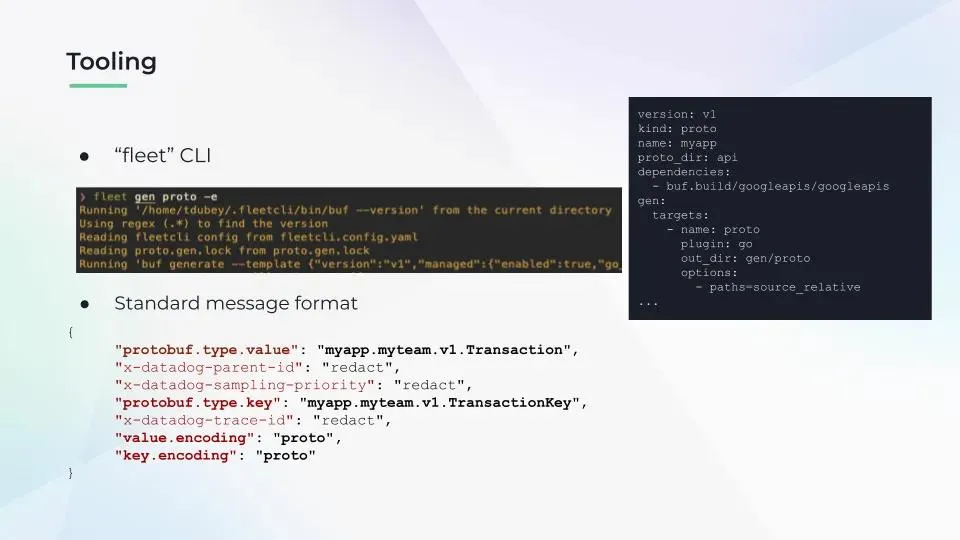 Tooling
● “fleet” CLI
❯ fleet gen proto -e
Running '/home/tdubey/.fleetcli/bin/buf --version' from the current directory
Using regex (.*) to find the version
Reading fleetcli config from fleetcli.config.yaml
Reading proto.gen.lock from proto.gen.lock
Running 'buf generate --template {"version":"v1","managed":{"enabled":true,"go_
● Standard message format
{
"protobuf.type.value": "myapp.myteam.v1.Transaction",
"x-datadog-parent-id": "redact",
"x-datadog-sampling-priority": "redact",
"protobuf.type.key": "myapp.myteam.v1.TransactionKey",
"x-datadog-trace-id": "redact",
"value.encoding": "proto",
"key.encoding": "proto"
}
version: v1
kind: proto
name: myapp
proto_dir: api
dependencies:
- buf.build/googleapis/googleapis
gen:
targets:
- name: proto
plugin: go
out_dir: gen/proto
options:
- paths=source_relative
...